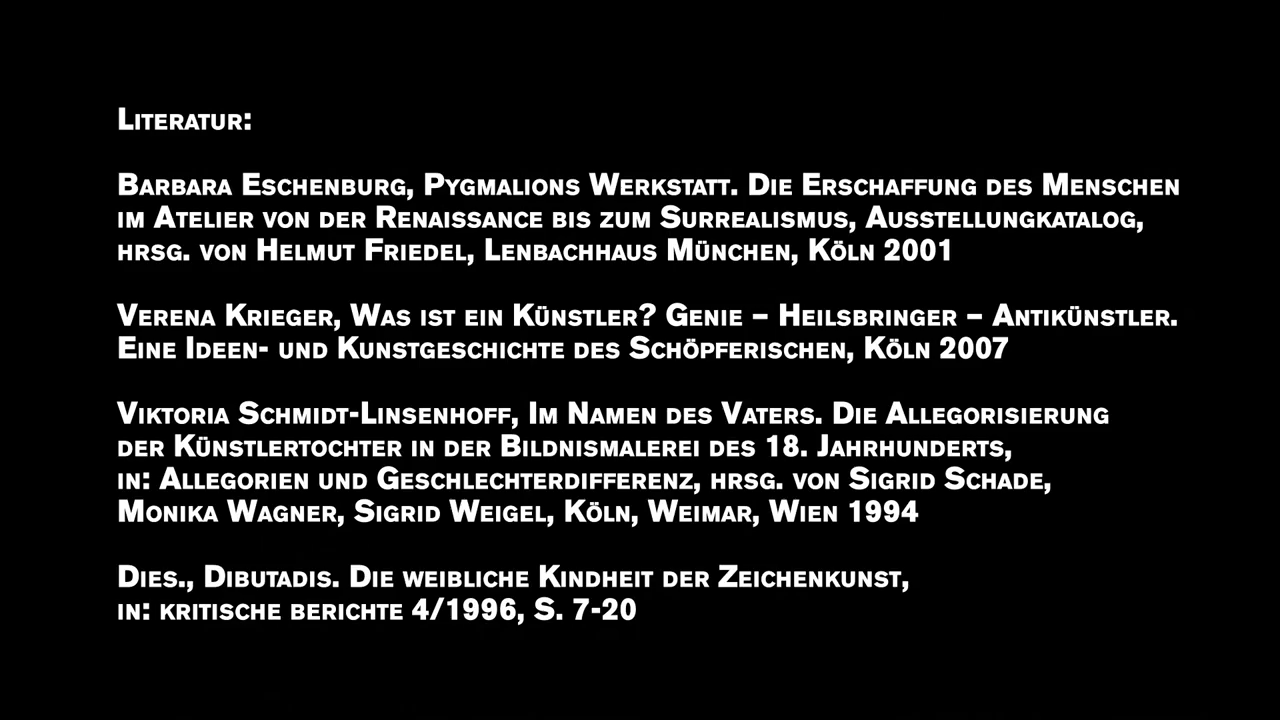 Literatur:
Barbara Eschenburg, Pygmalions Werkstatt. Die Erschaffung des Menschen
im Atelier von der Renaissance bis zum Surrealismus, Ausstellungkatalog,
hrsg. von Helmut Friedel, Lenbachhaus München, Köln 2001
Verena Krieger, Was ist ein Künstler? Genie – Heilsbringer – Antikünstler.
Eine Ideen- und Kunstgeschichte des Schöpferischen, Köln 2007
Viktoria Schmidt-Linsenhoff, Im Namen des Vaters. Die Allegorisierung
der Künstlertochter in der Bildnismalerei des 18. Jahrhunderts,
in: Allegorien und Geschlechterdifferenz, hrsg. von Sigrid Schade,
Monika Wagner, Sigrid Weigel, Köln, Weimar, Wien 1994
Dies., Dibutadis. Die weibliche Kindheit der Zeichenkunst,
in: kritische berichte 4/1996, S. 7-20